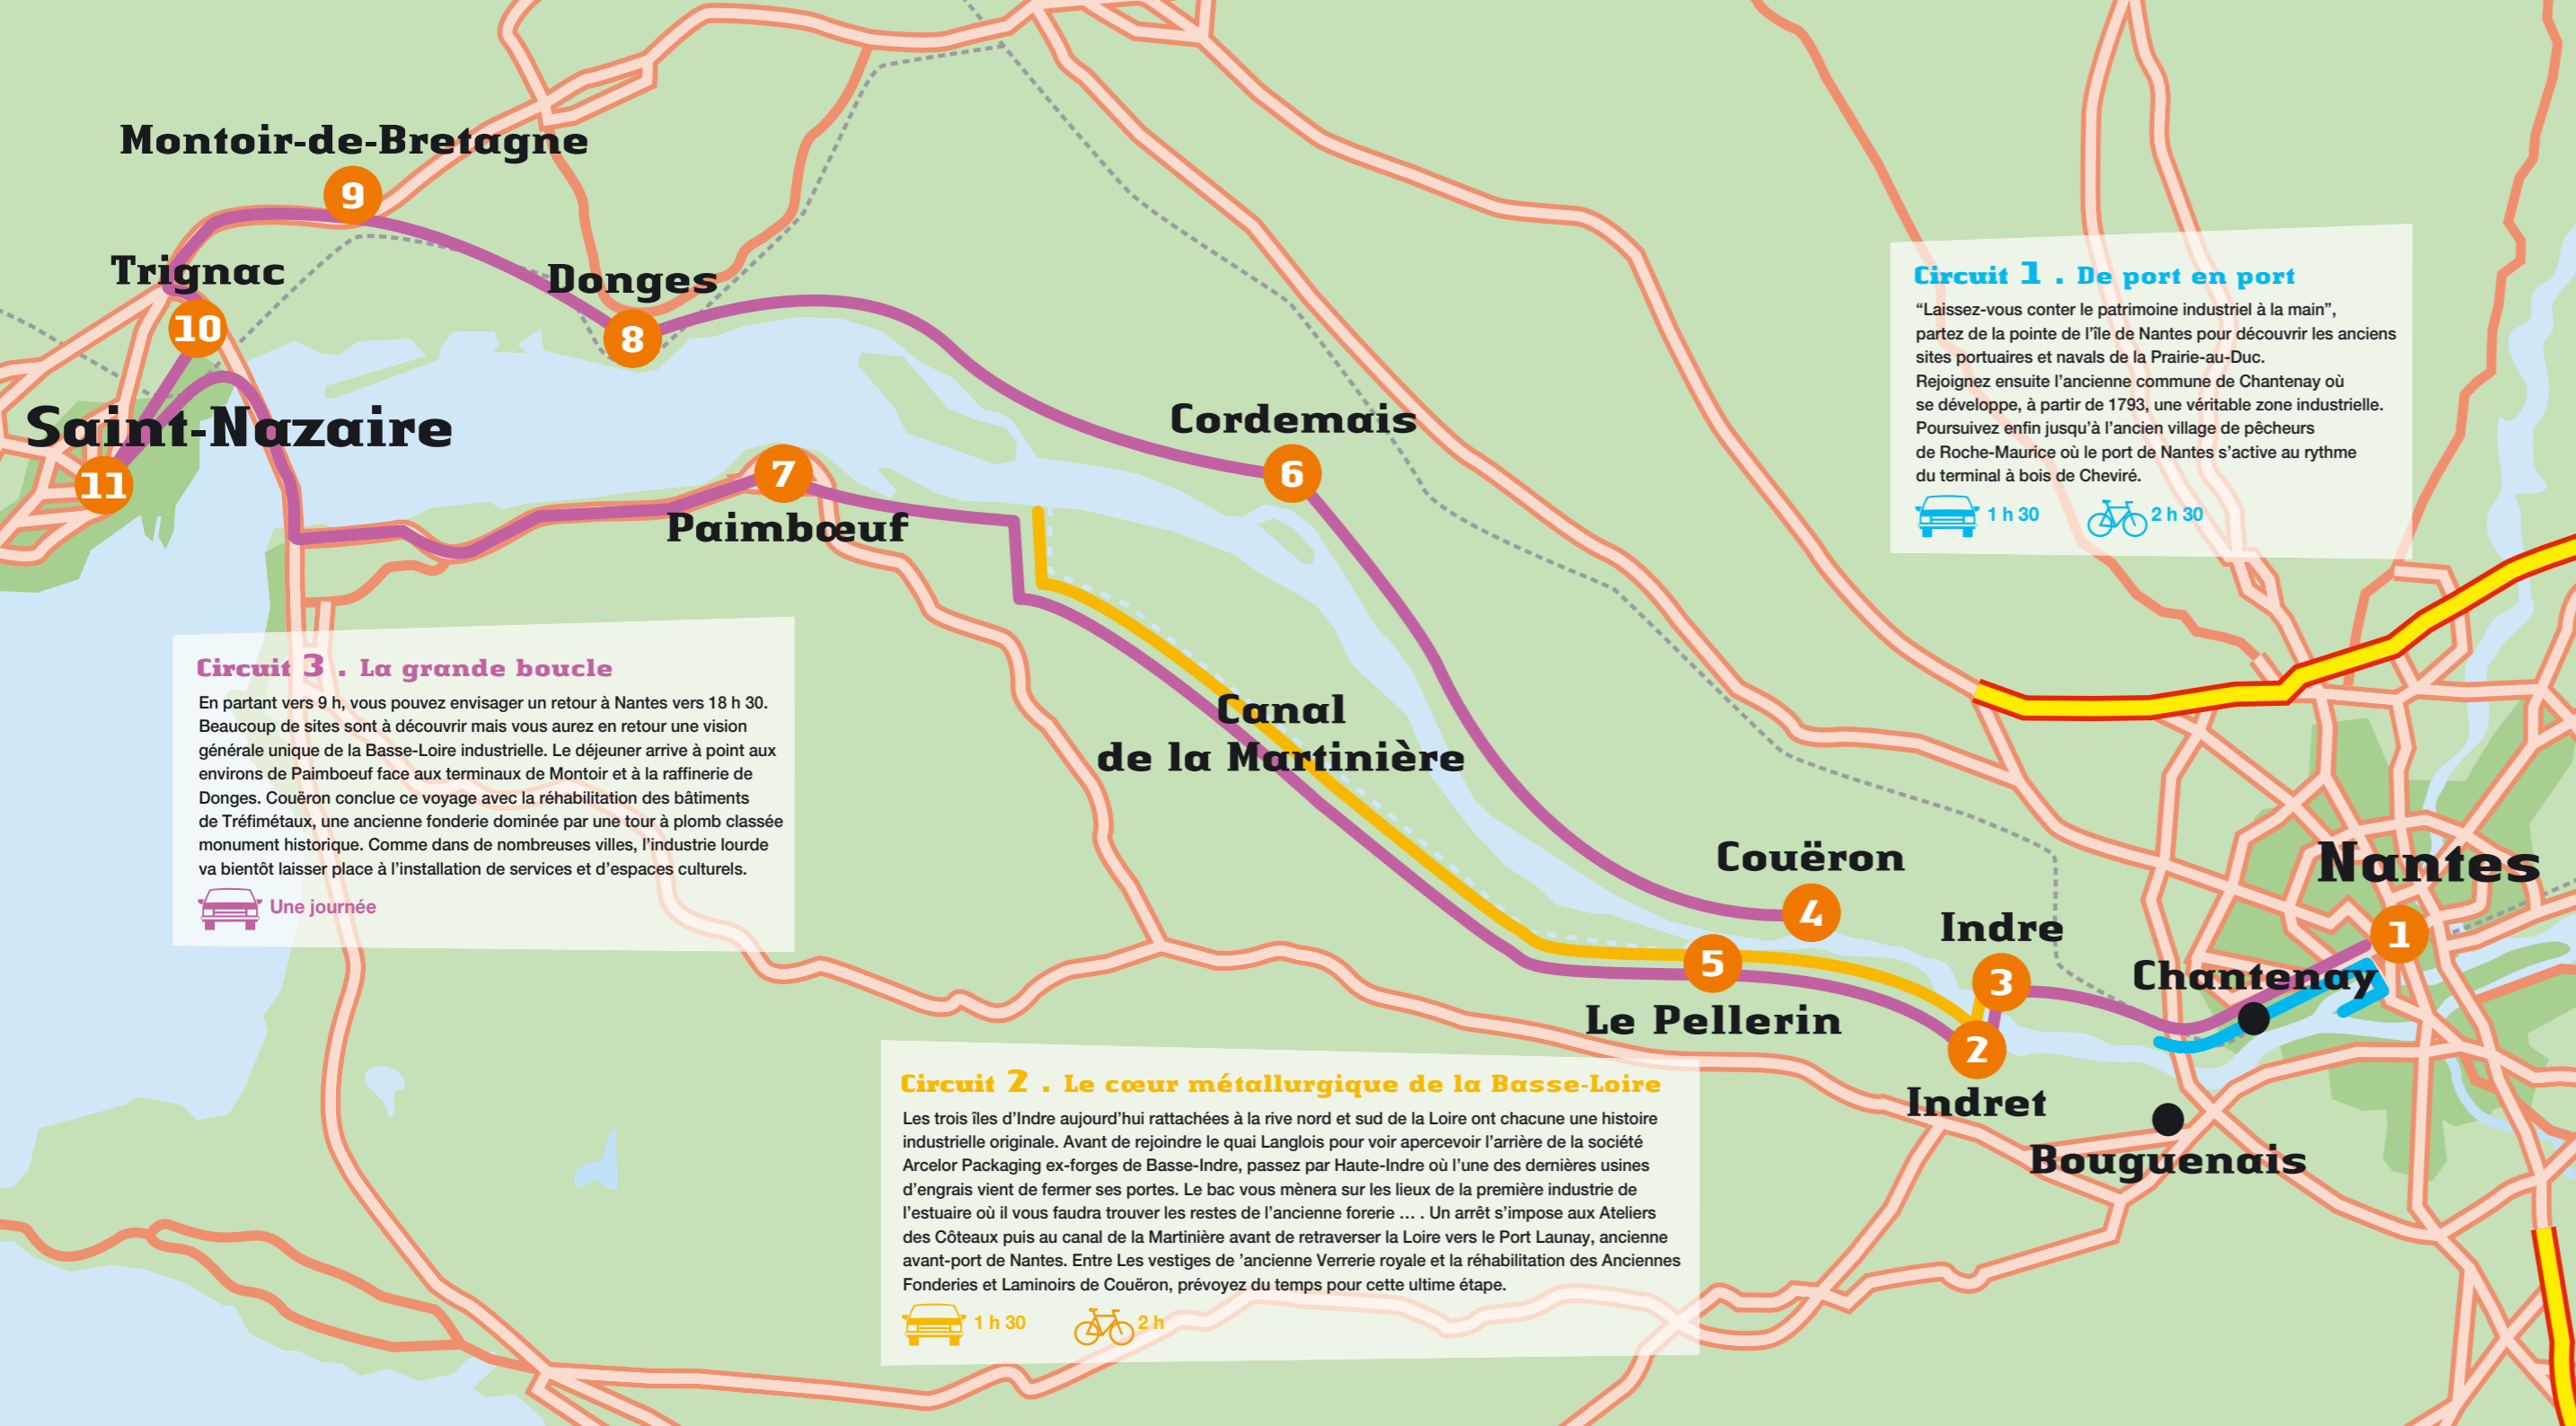 Montoir-de-Bretagne
9
Trignac
10
Donges
8
Saint-Nazaire
11
7
Paimbœuf
Cordemais
6
Canal
de la Martinière
Couëron
4
5
Le Pellerin
Indre
3
2
Indret
Nantes
1
Chantenay
Bouguenais
Circuit 1 . De port en port
“Laissez-vous conter le patrimoine industriel à la main”,
partez de la pointe de l’île de Nantes pour découvrir les anciens
sites portuaires et navals de la Prairie-au-Duc.
Rejoignez ensuite l’ancienne commune de Chantenay où
se développe, à partir de 1793, une véritable zone industrielle.
Poursuivez enfin jusqu’à l’ancien village de pêcheurs
de Roche-Maurice où le port de Nantes s’active au rythme
du terminal à bois de Cheviré.
1 h 30 2 h 30
Circuit 3 . La grande boucle
En partant vers 9 h, vous pouvez envisager un retour à Nantes vers 18 h 30.
Beaucoup de sites sont à découvrir mais vous aurez en retour une vision
générale unique de la Basse-Loire industrielle. Le déjeuner arrive à point aux
environs de Paimboeuf face aux terminaux de Montoir et à la raffinerie de
Donges. Couëron conclue ce voyage avec la réhabilitation des bâtiments
de Tréfimétaux, une ancienne fonderie dominée par une tour à plomb classée
monument historique. Comme dans de nombreuses villes, l’industrie lourde
va bientôt laisser place à l’installation de services et d’espaces culturels.
Une journée
Circuit 2 . Le cœur métallurgique de la Basse-Loire
Les trois îles d’Indre aujourd’hui rattachées à la rive nord et sud de la Loire ont chacune une histoire
industrielle originale. Avant de rejoindre le quai Langlois pour voir apercevoir l’arrière de la société
Arcelor Packaging ex-forges de Basse-Indre, passez par Haute-Indre où l’une des dernières usines
d’engrais vient de fermer ses portes. Le bac vous mènera sur les lieux de la première industrie de
l’estuaire où il vous faudra trouver les restes de l’ancienne forerie ... . Un arrêt s’impose aux Ateliers
des Côteaux puis au canal de la Martinière avant de retraverser la Loire vers le Port Launay, ancienne
avant-port de Nantes. Entre Les vestiges de ’ancienne Verrerie royale et la réhabilitation des Anciennes
Fonderies et Laminoirs de Couëron, prévoyez du temps pour cette ultime étape.
1 h 30 2 h